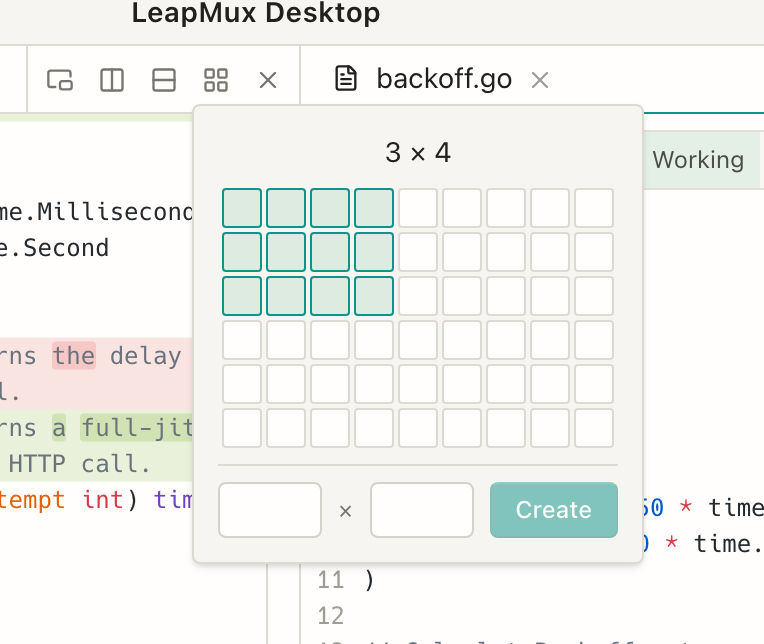 LeapMux Desktop
backoff.go
3 × 4
Working
me.Millisecond
e.Second
rns the delay
l.
rns a full-jit
HTTP call.
tempt int) tim
×
Create
50 * time
0 * time.
11 )
12